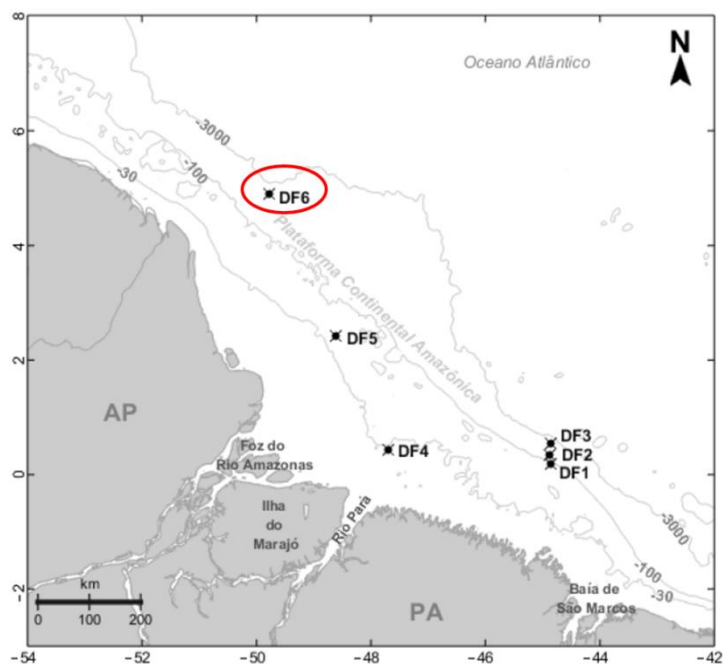 8
6
4
2
0
−2
N
Oceano Atlântico
-3000
-100
-30
DF6
Plataforma Continental Amazônica
DF5
AP
DF3
DF2
DF1
DF4
Foz do
Rio Amazonas
Ilha
do
Marajó
Rio Pará
-3000
-100
-30
km
0 100 200
PA
Baía de
São Marcos
−54 −52 −50 −48 −46 −44 −42